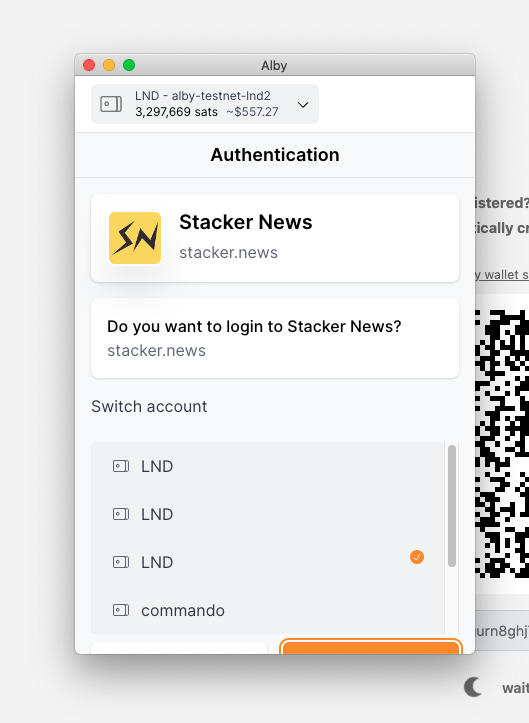 Alby
LND - alby-testnet-lnd2
3,297,669 sats ~$557.27
Authentication
SN
Stacker News
stacker.news
Do you want to login to Stacker News?
stacker.news
Switch account
LND
LND
LND
commando
istered?
tically cr
y wallet s
urn8ghj
wait